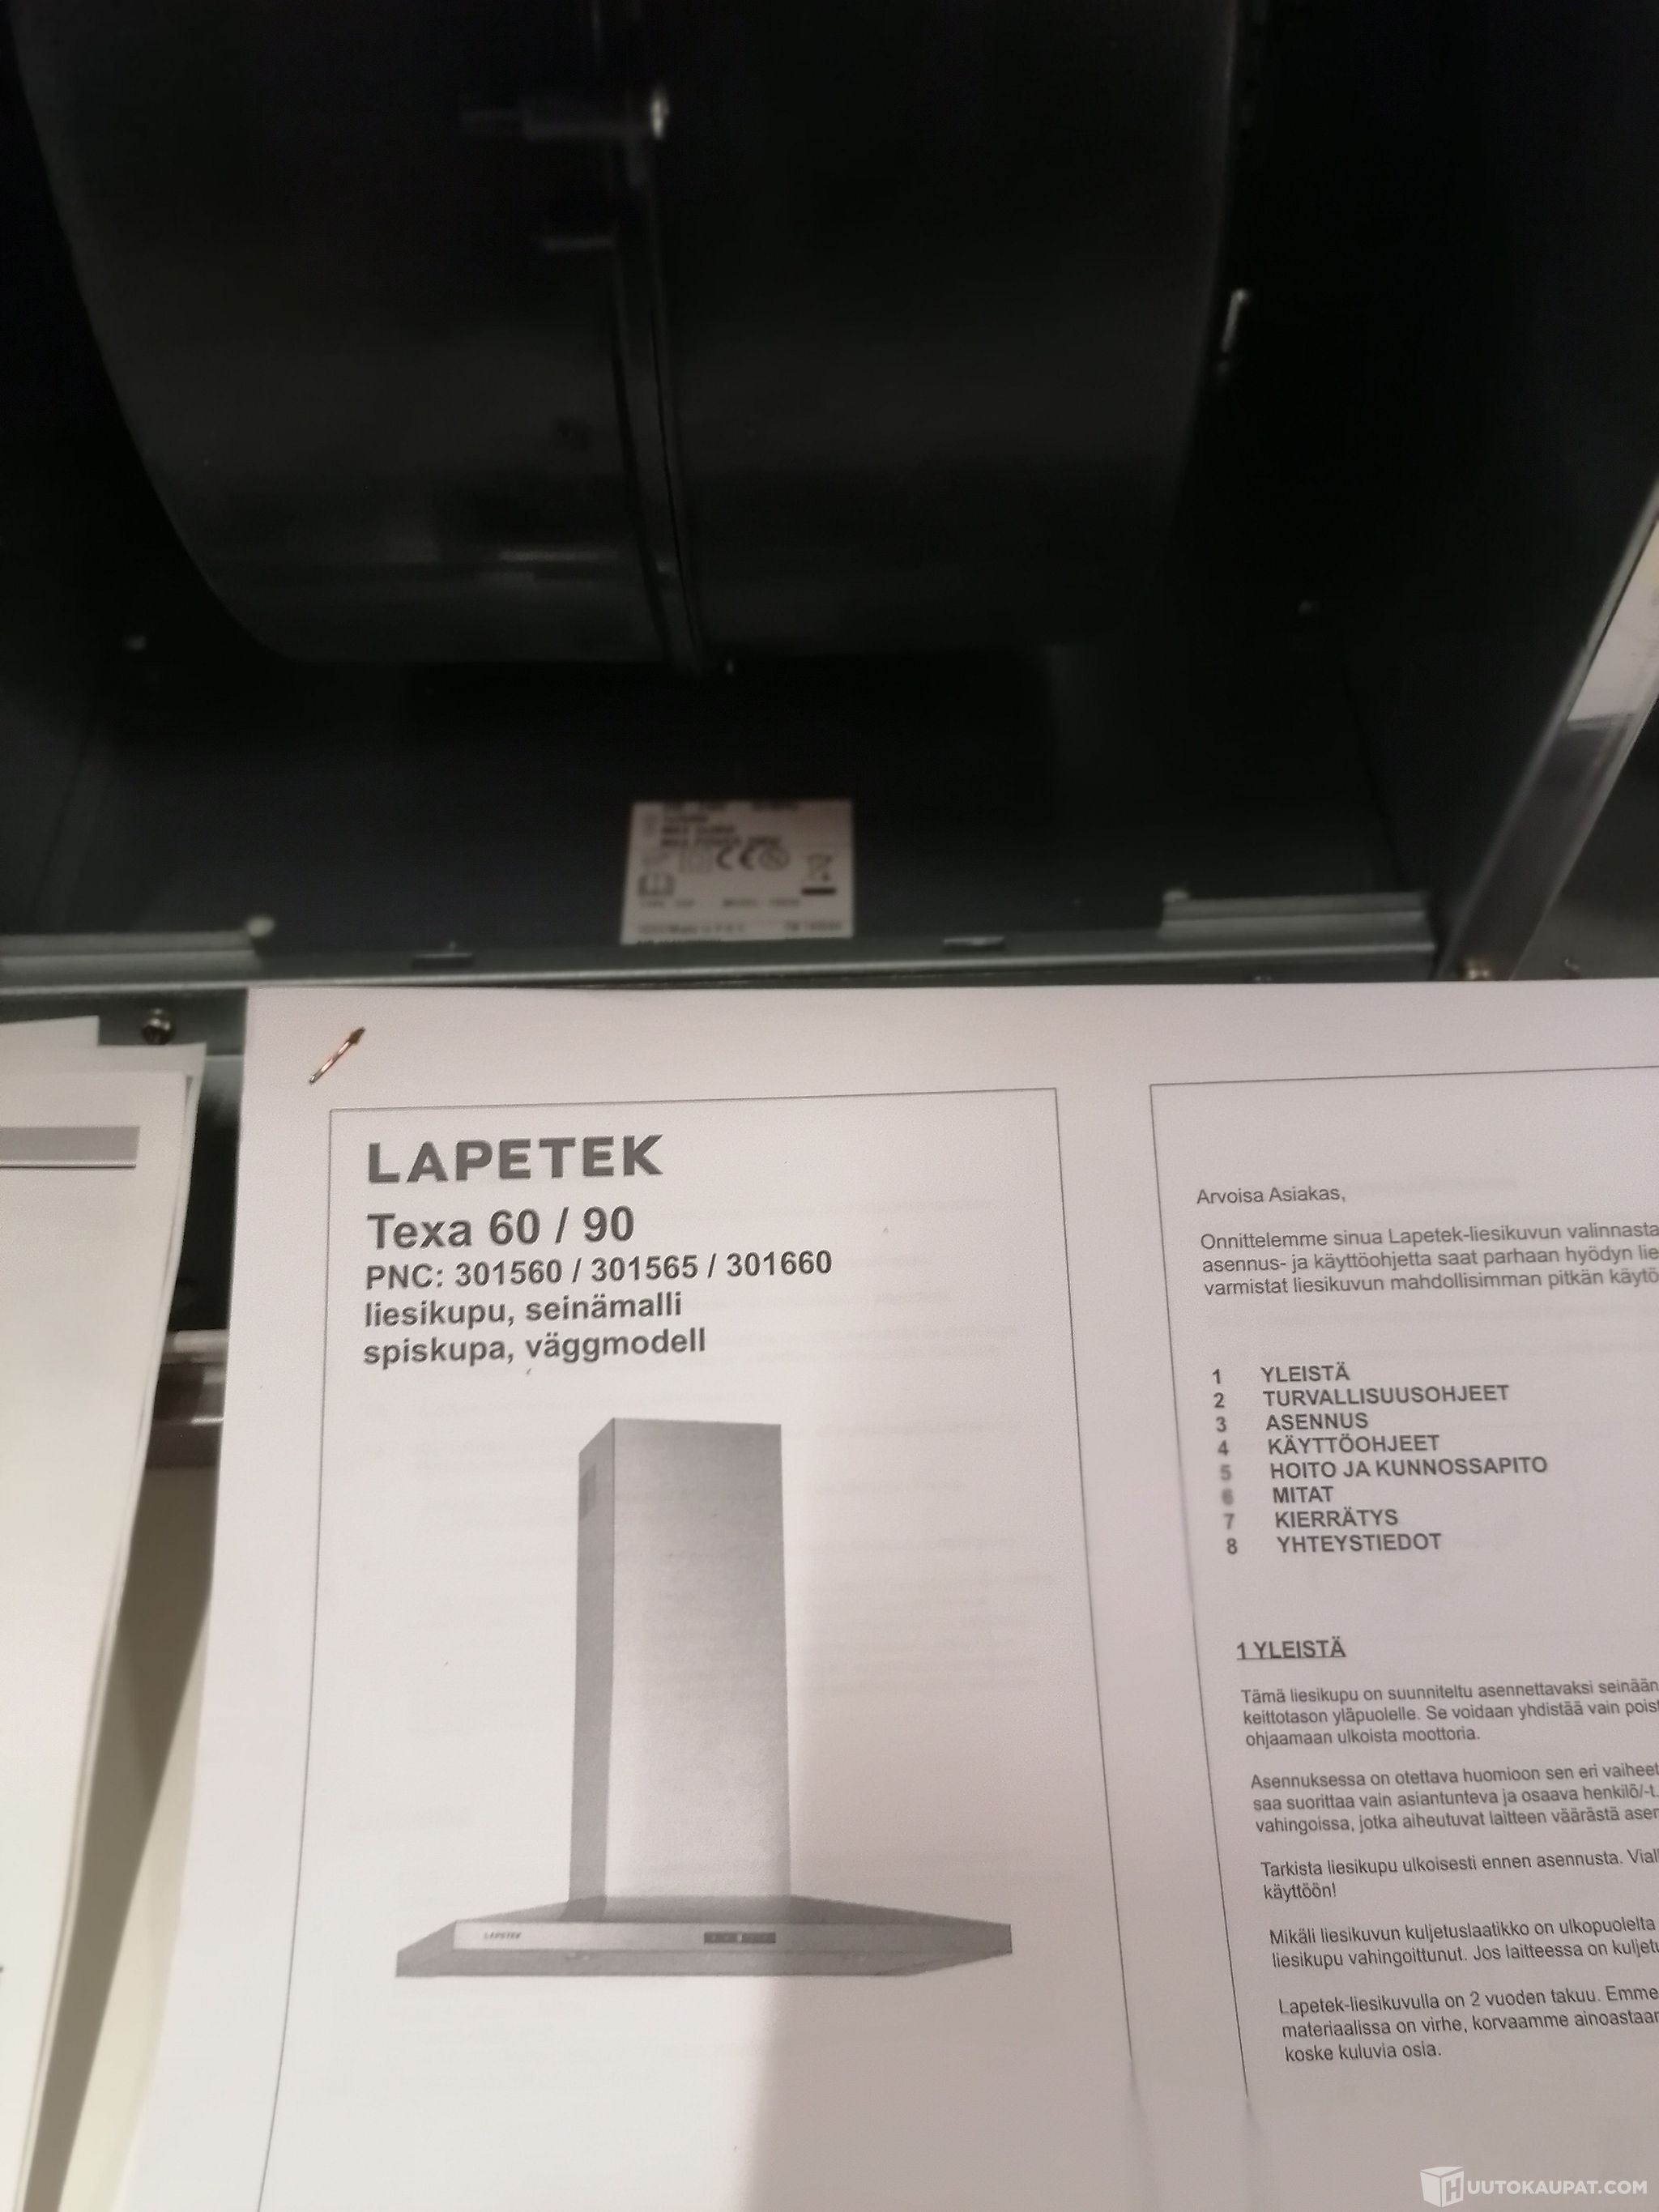 LAPETEK
Texa 60 / 90
PNC: 301560 / 301565 / 301660
liesikupu, seinämalli
spiskupa, väggmodell
LAPETEK
Arvoisa Asiakas,
Onnittelemme sinua Lapetek-liesikuvun valinnasta
asennus- ja käyttöohjetta saat parhaan hyödyn lie
varmistat liesikuvun mahdollisimman pitkän käytö
1 YLEISTÄ
2 TURVALLISUUSOHJEET
3 ASENNUS
4 KÄYTTÖOHJEET
5 HOITO JA KUNNOSSAPITO
6 MITAT
7 KIERRÄTYS
8 YHTEYSTIEDOT
1 YLEISTÄ
Tämä liesikupu on suunniteltu asennettavaksi seinään
keittotason yläpuolelle. Se voidaan yhdistää vain pois
ohjaamaan ulkoista moottoria.
Asennuksessa on otettava huomioon sen eri vaiheet
saa suorittaa vain asiantunteva ja osaava henkilö/-t.
vahingoissa, jotka aiheutuvat laitteen väärästä aser
Tarkista liesikupu ulkoisesti ennen asennusta. Vial
käyttöön!
Mikäli liesikuvun kuljetuslaatikko on ulkopuolelta
liesikupu vahingoittunut. Jos laitteessa on kuljetu
Lapetek-liesikuvulla on 2 vuoden takuu. Emme
materiaalissa on virhe, korvaamme ainoastaar
koske kuluvia osia.
HUUTOKAUPAT.COM